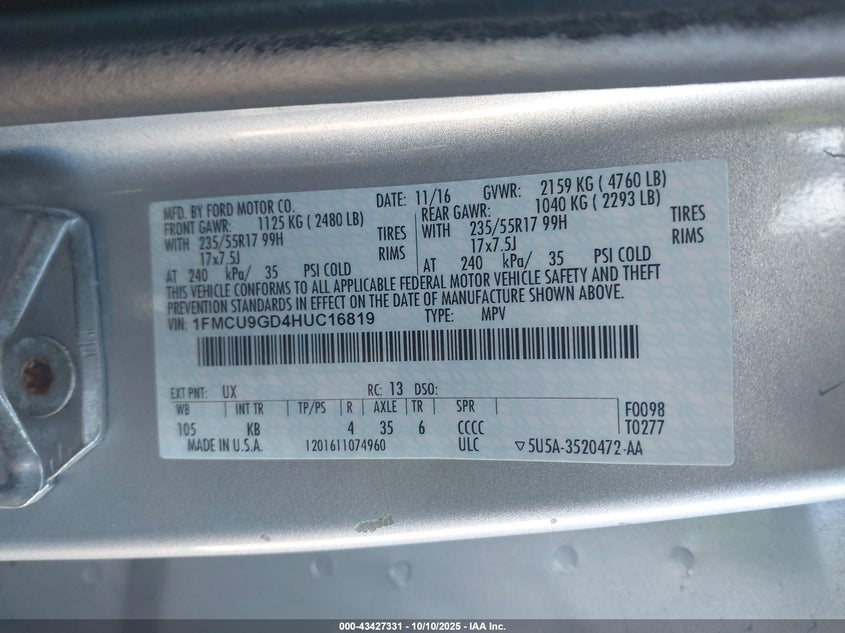 MFD. BY FORD MOTOR CO.
DATE: 11/16 GVWR: 2159 KG ( 4760 LB)
FRONT GAWR: 1125 KG ( 2480 LB)
WITH 235/55R17 99H TIRES
17x7.5J RIMS
AT 240 kPa/ 35 PSI COLD
REAR GAWR: 1040 KG ( 2293 LB)
WITH 235/55R17 99H TIRES
17x7.5J RIMS
AT 240 kPa/ 35 PSI COLD
THIS VEHICLE CONFORMS TO ALL APPLICABLE FEDERAL MOTOR VEHICLE SAFETY AND THEFT
PREVENTION STANDARDS IN EFFECT ON THE DATE OF MANUFACTURE SHOWN ABOVE.
VIN: 1FMCU9GD4HUC16819 TYPE: MPV
EXT PNT: UX RC: 13 DSO:
WB INT TR TP/PS R AXLE TR SPR F0098
105 KB 4 35 6 CCCC T0277
MADE IN U.S.A. 1201611074960 ULC ▽5U5A-3520472-AA
000-43427331 - 10/10/2025 - IAA Inc.